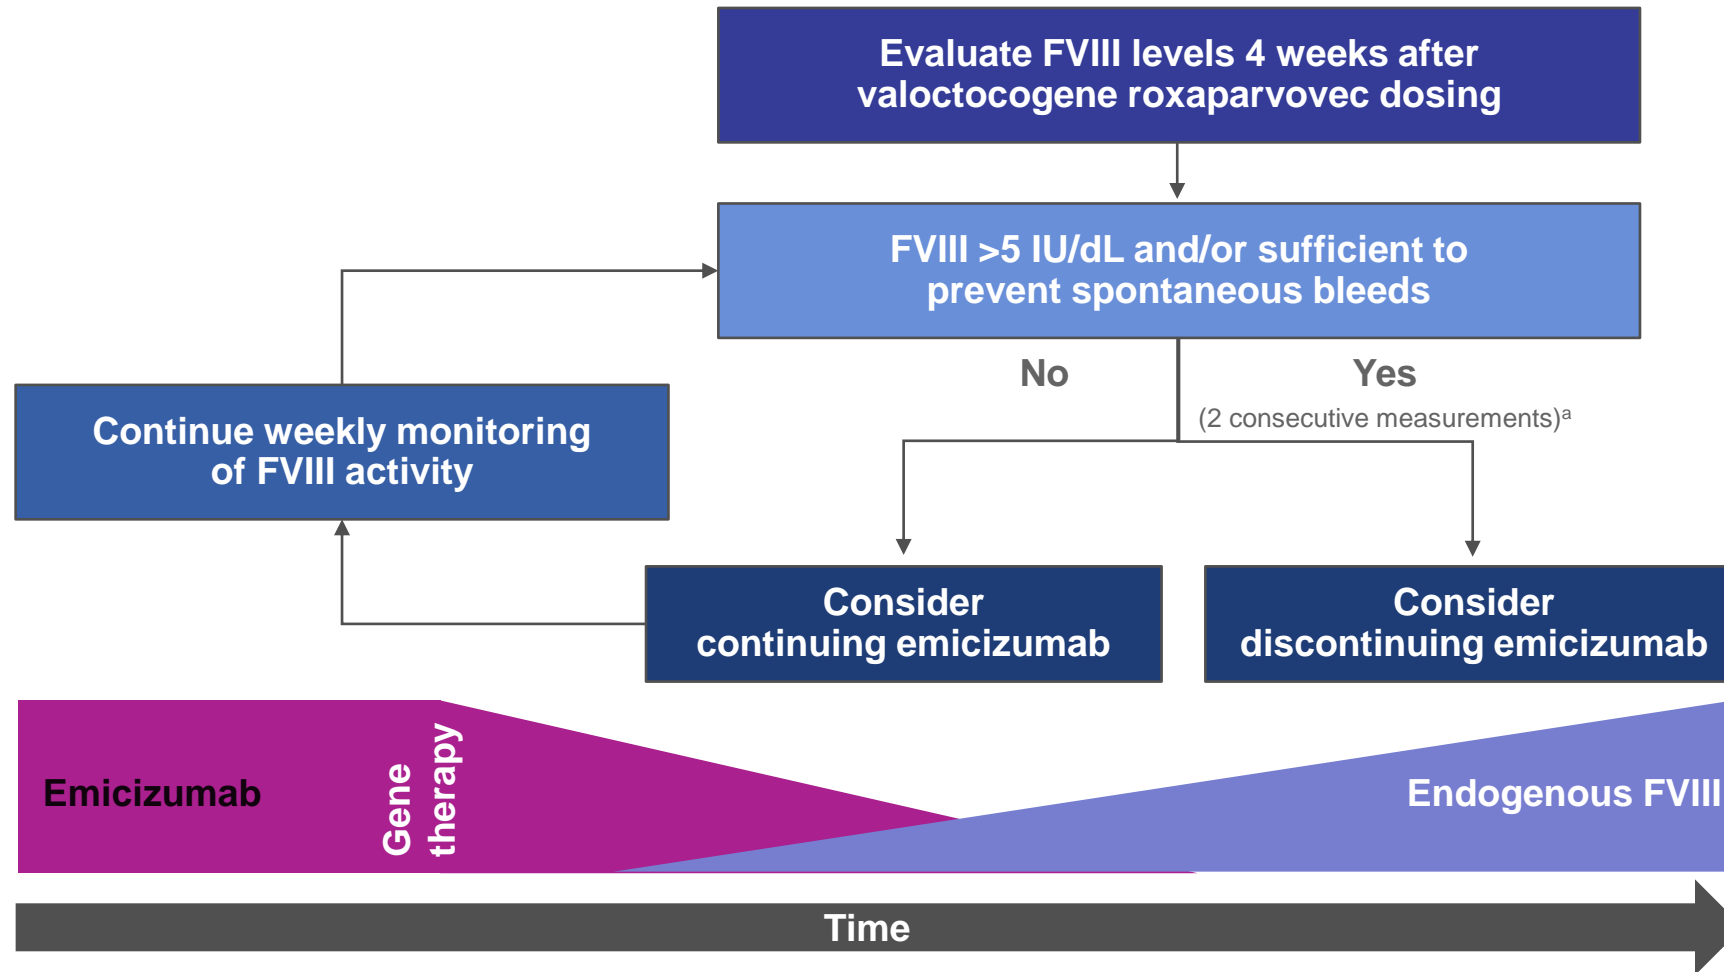 Evaluate FVIII levels 4 weeks after
valoctocogene roxaparvovec dosing
FVIII >5 IU/dL and/or sufficient to
prevent spontaneous bleeds
No
Yes
(2 consecutive measurements)ᵃ
Continue weekly monitoring
of FVIII activity
Consider
continuing emicizumab
Consider
discontinuing emicizumab
Emicizumab
Gene
therapy
Endogenous FVIII
Time